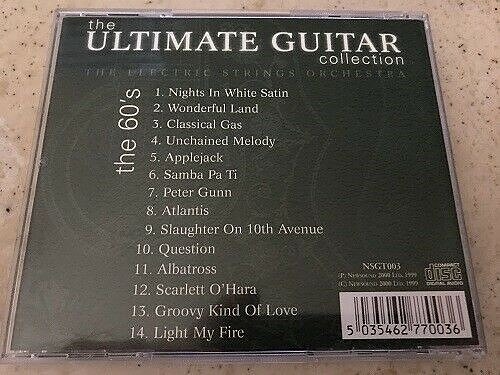 the
ULTIMATE GUITAR
collection
THE ELECTRIC STRINGS ORCHESTRA
the 60's
1. Nights In White Satin
2. Wonderful Land
3. Classical Gas
4. Unchained Melody
5. Applejack
6. Samba Pa Ti
7. Peter Gunn
8. Atlantis
9. Slaughter On 10th Avenue
10. Question
11. Albatross
12. Scarlett O'Hara
13. Groovy Kind Of Love
14. Light My Fire
NSGT003
(P) Newsound 2000 Ltd. 1999
(C) Newsound 2000 Ltd. 1999
COMPACT
disc
DIGITAL AUDIO
5 035462 770036